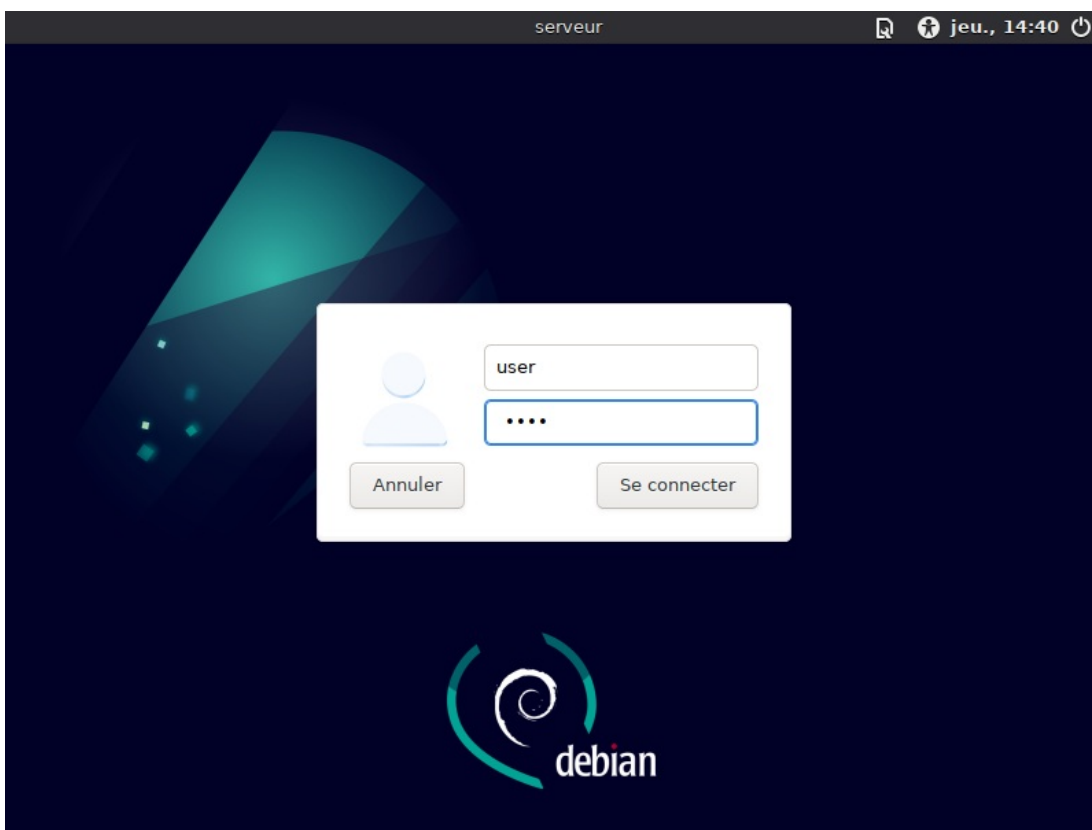 serveur jeu., 14:40
user
••••
Annuler Se connecter
debian